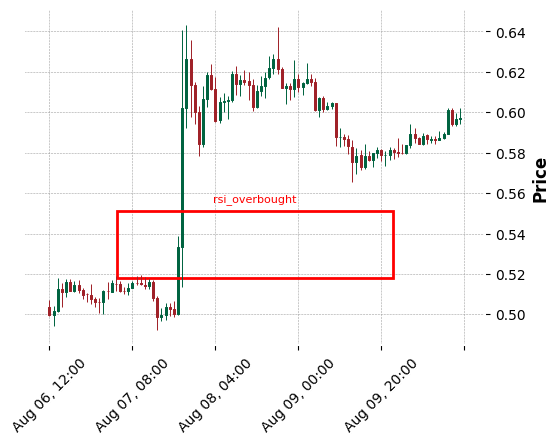 0.64
0.62
0.60
0.58
0.56
0.54
0.52
0.50
Price
rsi_overbought
Aug 06, 12:00
Aug 07, 08:00
Aug 08, 04:00
Aug 09, 00:00
Aug 09, 20:00